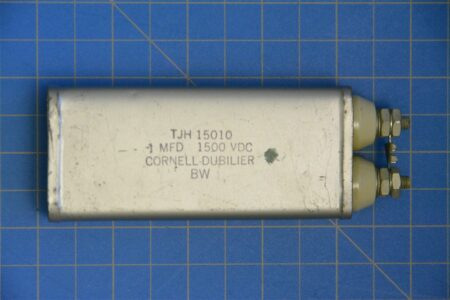 TJH 15010
1 MFD 1500 VDC
CORNELL-DUBILIER
BW